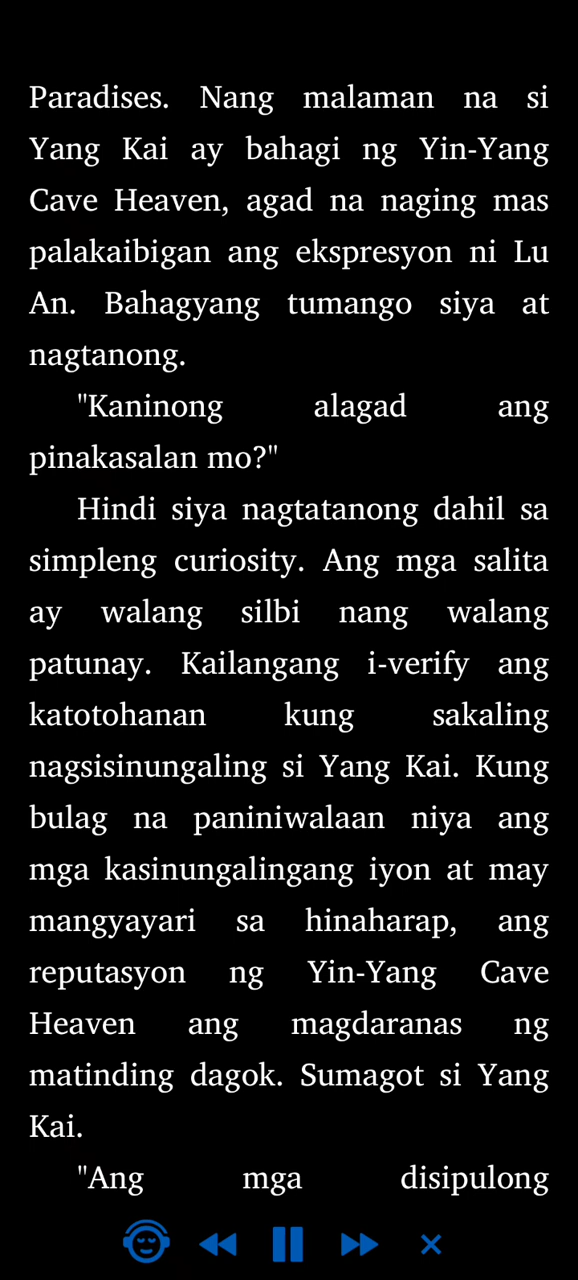 Paradises. Nang malaman na si
Yang Kai ay bahagi ng Yin-Yang
Cave Heaven, agad na naging mas
palakaibigan ang ekspresyon ni Lu
An. Bahagyang tumango siya at
nagtanong.
"Kaninong alagad ang
pinakasalan mo?"
Hindi siya nagtatanong dahil sa
simpleng curiosity. Ang mga salita
ay walang silbi nang walang
patunay. Kailangang i-verify ang
katotohanan kung sakaling
nagsisinungaling si Yang Kai. Kung
bulag na paniniwalaan niya ang
mga kasinungalingang iyon at may
mangyayari sa hinaharap, ang
reputasyon ng Yin-Yang Cave
Heaven ang magdaranas ng
matinding dagok. Sumagot si Yang
Kai.
"Ang mga disipulong